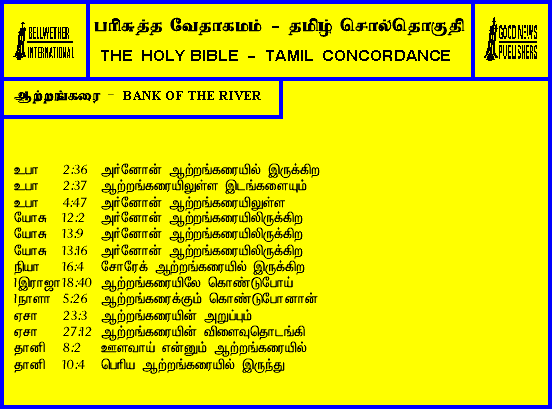 BELLWETHER INTERNATIONAL
பரிசுத்த வேதாகமம் - தமிழ் சொல்தொகுதி
THE HOLY BIBLE - TAMIL CONCORDANCE
GOOD NEWS PUBLISHERS
ஆற்றங்கரை - BANK OF THE RIVER
உபா 2:36 அர்னோன் ஆற்றங்கரையில் இருக்கிற
உபா 2:37 ஆற்றங்கரையிலுள்ள இடங்களையும்
உபா 4:47 அர்னோன் ஆற்றங்கரையிலுள்ள
யோசு 12:2 அர்னோன் ஆற்றங்கரையிலிருக்கிற
யோசு 13:9 அர்னோன் ஆற்றங்கரையிலிருக்கிற
யோசு 13:16 அர்னோன் ஆற்றங்கரையிலிருக்கிற
நியா 16:4 சோரேக் ஆற்றங்கரையில் இருக்கிற
1இராஜா 18:40 ஆற்றங்கரையிலே கொண்டுபோய்
1நாளா 5:26 ஆற்றங்கரைக்கும் கொண்டுபோனான்
ஏசா 23:3 ஆற்றங்கரையின் அறுப்பும்
ஏசா 27:12 ஆற்றங்கரையின் விளைவுதொடங்கி
தானி 8:2 ஊலவாய் என்னும் ஆற்றங்கரையில்
தானி 10:4 பெரிய ஆற்றங்கரையில் இருந்து